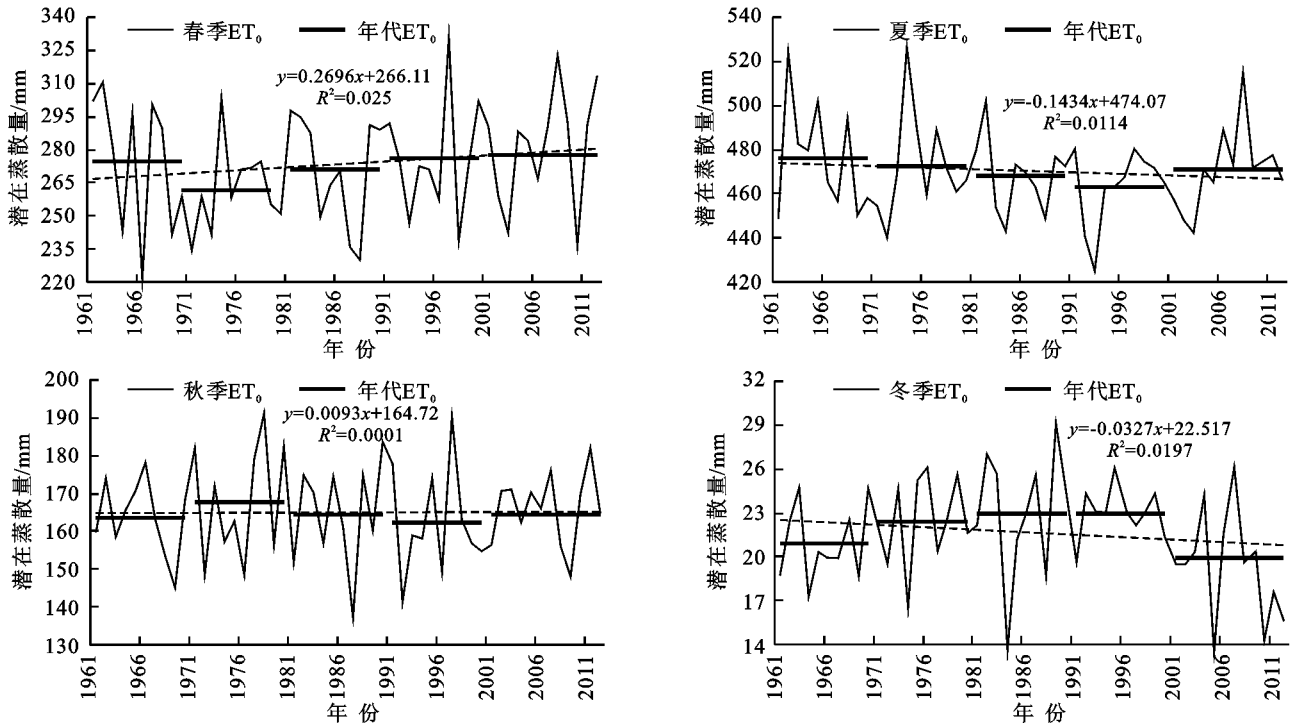 春季ET₀ 年代ET₀
y=0.2696x+266.11
R²=0.025
潜在蒸散量/mm
340
325
310
295
280
265
250
235
220
1961 1966 1971 1976 1981 1986 1991 1996 2001 2006 2011
年 份
夏季ET₀ 年代ET₀
y=-0.1434x+474.07
R²=0.0114
潜在蒸散量/mm
540
520
500
480
460
440
420
1961 1966 1971 1976 1981 1986 1991 1996 2001 2006 2011
年 份
秋季ET₀ 年代ET₀
y=0.0093x+164.72
R²=0.0001
潜在蒸散量/mm
200
190
180
170
160
150
140
130
1961 1966 1971 1976 1981 1986 1991 1996 2001 2006 2011
年 份
冬季ET₀ 年代ET₀
y=-0.0327x+22.517
R²=0.0197
潜在蒸散量/mm
32
29
26
23
20
17
14
1961 1966 1971 1976 1981 1986 1991 1996 2001 2006 2011
年 份